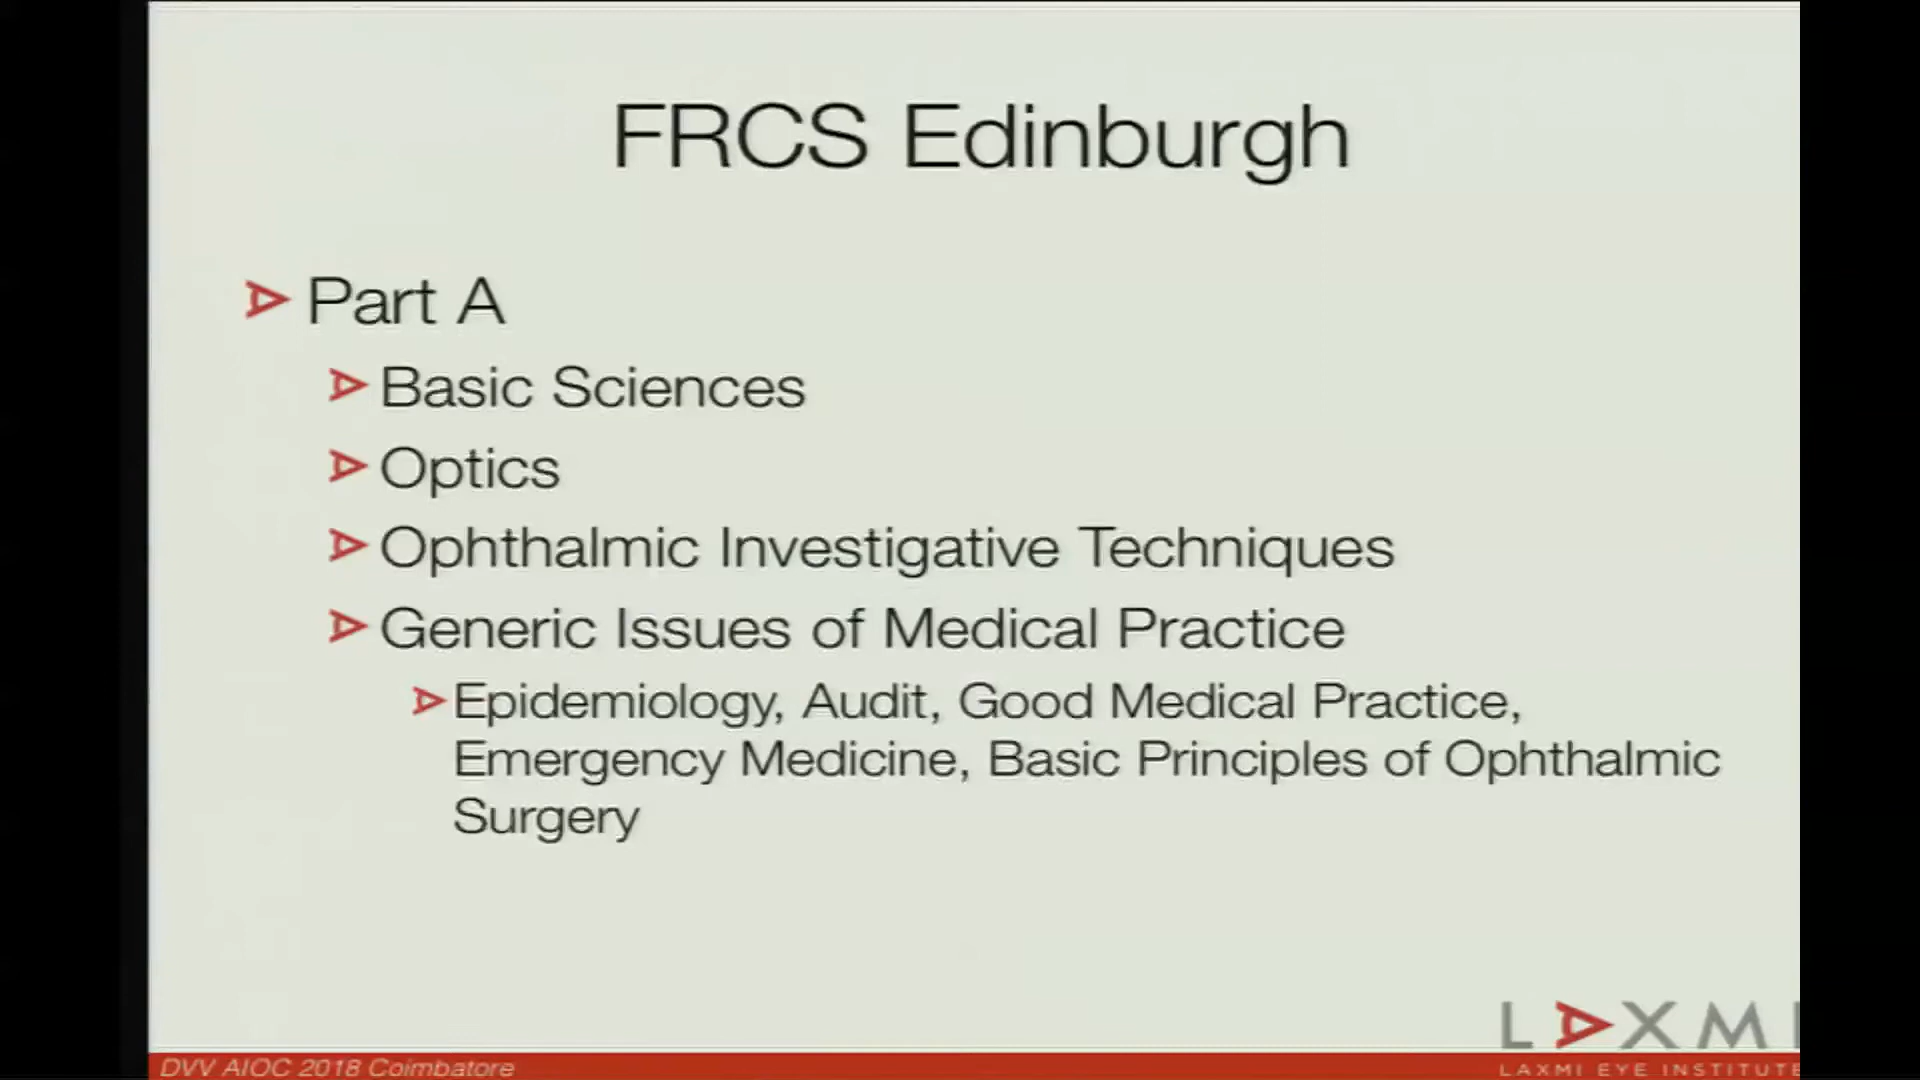 FRCS Edinburgh
Part A
Basic Sciences
Optics
Ophthalmic Investigative Techniques
Generic Issues of Medical Practice
Epidemiology, Audit, Good Medical Practice,
Emergency Medicine, Basic Principles of Ophthalmic
Surgery
LAXMI
DVV AIOC 2018 Coimbatore
LAXMI EYE INSTITUTE